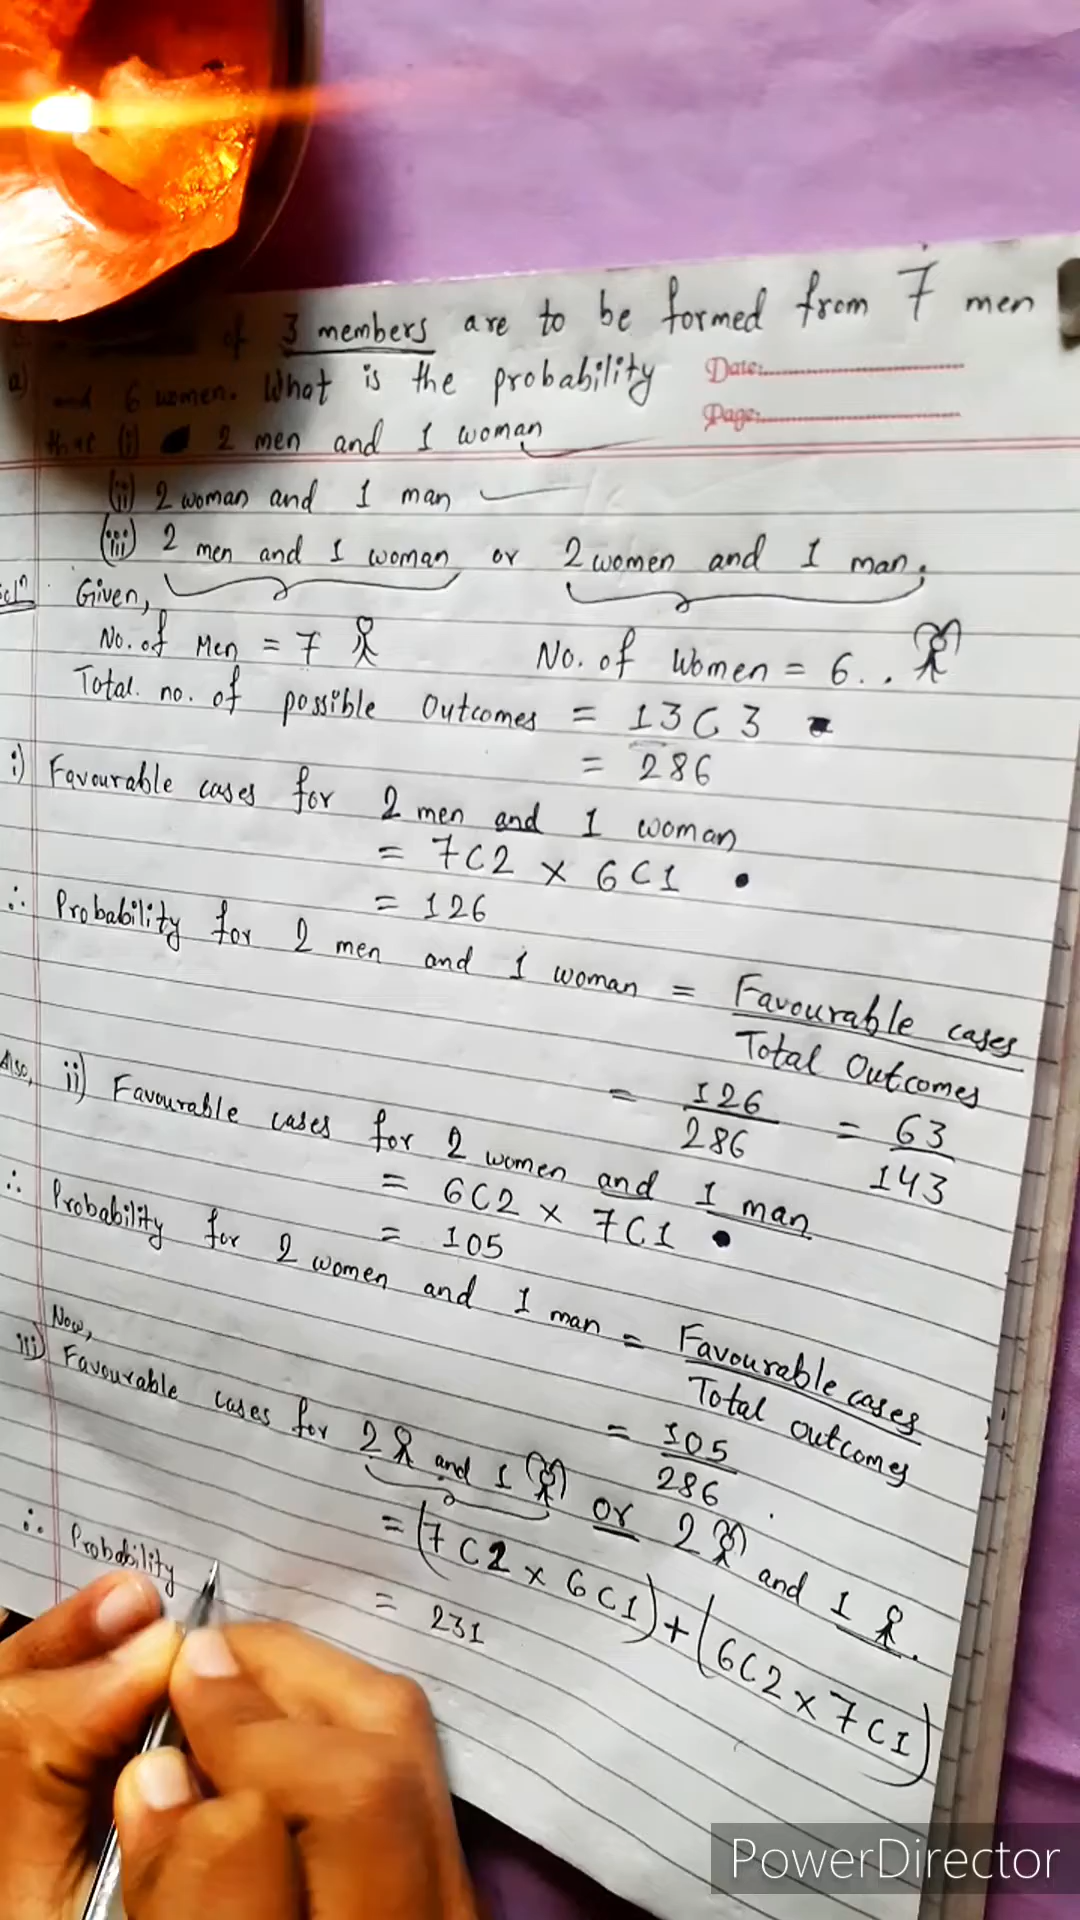 of 3 members are to be formed from 7 men
a) and 6 women. What is the probability
Date:
Page:
that (i) 2 men and 1 woman
(ii) 2 woman and 1 man
(iii) 2 men and 1 woman or 2 women and 1 man.
Solⁿ Given,
No. of Men = 7 No. of Women = 6..
Total. no. of possible Outcomes = 13C3
= 286
i) Favourable cases for 2 men and 1 woman
= 7C2 × 6C1
= 126
∴ Probability for 2 men and 1 woman = Favourable cases / Total Outcomes
= 126/286 = 63/143
Also, ii) Favourable cases for 2 women and 1 man
= 6C2 × 7C1
= 105
∴ Probability for 2 women and 1 man = Favourable cases / Total outcomes
= 105/286
Now,
iii) Favourable cases for 2 and 1 or 2 and 1.
= (7C2 × 6C1) + (6C2 × 7C1)
= 231
∴ Probability
PowerDirector